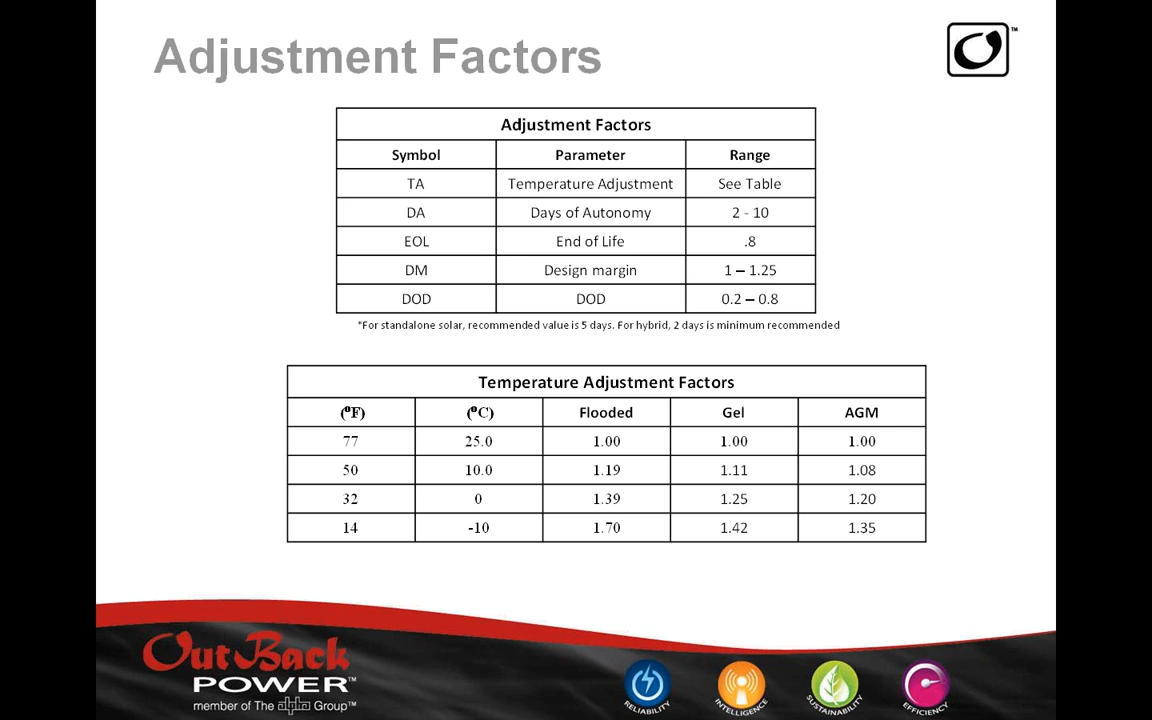 Adjustment Factors
™
Adjustment Factors
Symbol Parameter Range
TA Temperature Adjustment See Table
DA Days of Autonomy 2 - 10
EOL End of Life .8
DM Design margin 1 – 1.25
DOD DOD 0.2 – 0.8
*For standalone solar, recommended value is 5 days. For hybrid, 2 days is minimum recommended
Temperature Adjustment Factors
(ºF) (ºC) Flooded Gel AGM
77 25.0 1.00 1.00 1.00
50 10.0 1.19 1.11 1.08
32 0 1.39 1.25 1.20
14 -10 1.70 1.42 1.35
OutBack
POWER™
member of The alpha Group™
RELIABILITY INTELLIGENCE SUSTAINABILITY EFFICIENCY